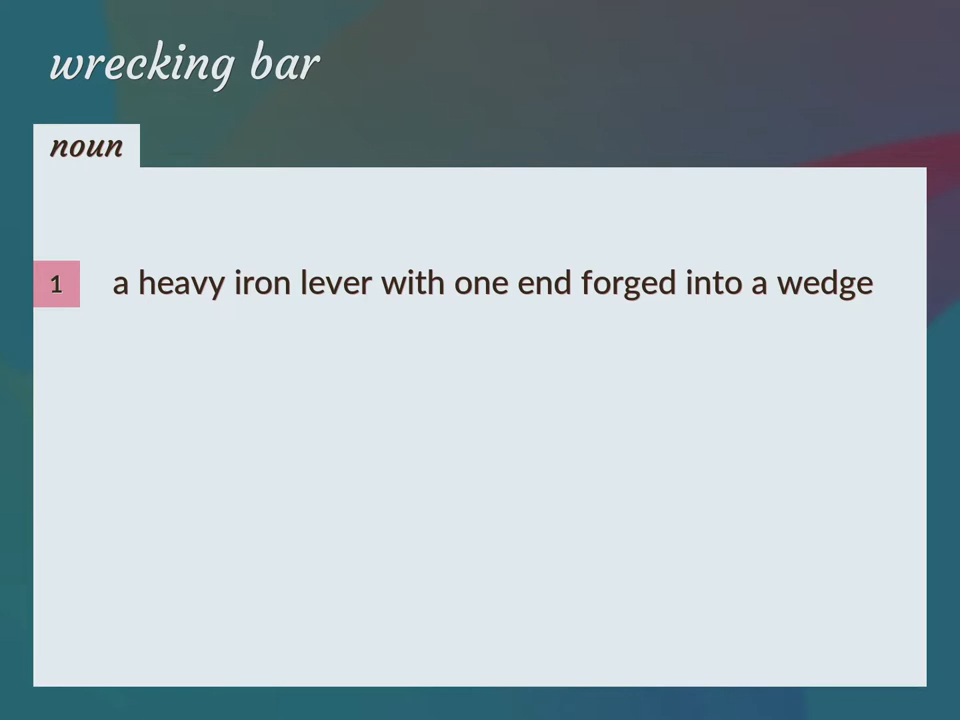 wrecking bar
noun
1 a heavy iron lever with one end forged into a wedge